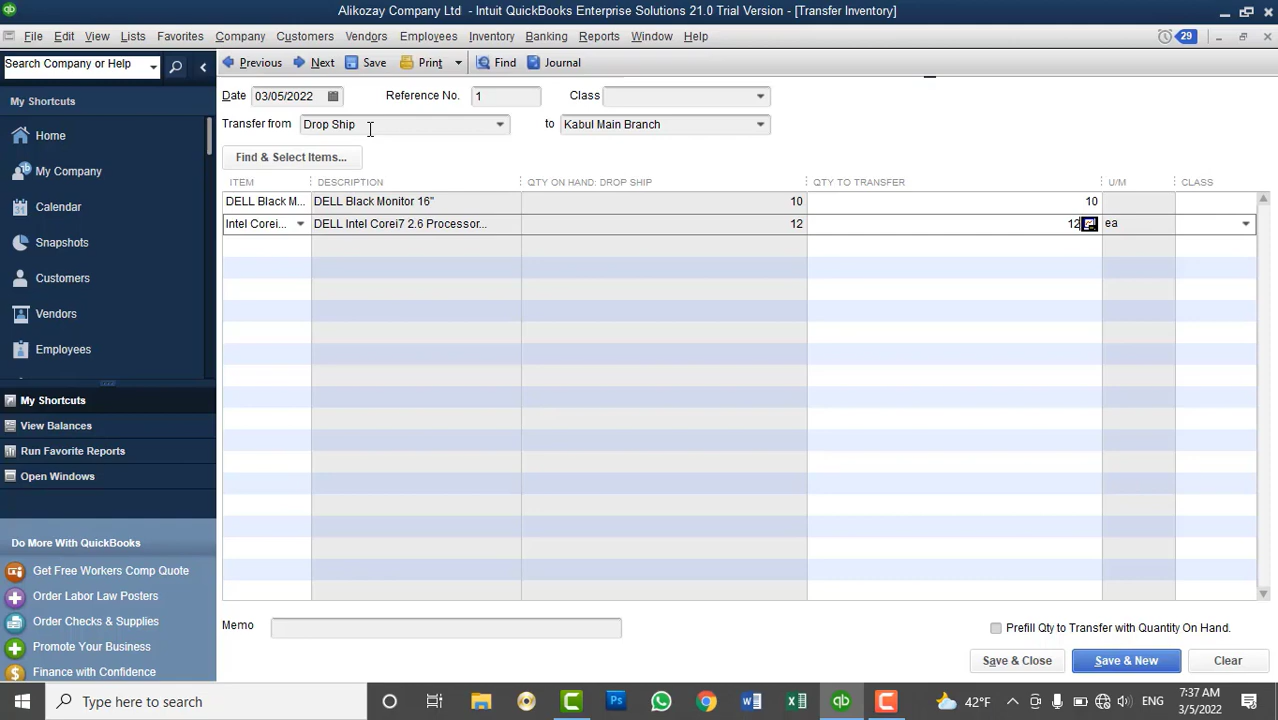 Alikozay Company Ltd - Intuit QuickBooks Enterprise Solutions 21.0 Trial Version - [Transfer Inventory]
File Edit View Lists Favorites Company Customers Vendors Employees Inventory Banking Reports Window Help 29
Search Company or Help
Previous Next Save Print Find Journal
My Shortcuts
Home
My Company
Calendar
Snapshots
Customers
Vendors
Employees
My Shortcuts
View Balances
Run Favorite Reports
Open Windows
Do More With QuickBooks
Get Free Workers Comp Quote
Order Labor Law Posters
Order Checks & Supplies
Promote Your Business
Finance with Confidence
Date 03/05/2022 Reference No. 1 Class
Transfer from Drop Ship to Kabul Main Branch
Find & Select Items...
ITEM DESCRIPTION QTY ON HAND: DROP SHIP QTY TO TRANSFER U/M CLASS
DELL Black M... DELL Black Monitor 16" 10 10
Intel Corei... DELL Intel Corei7 2.6 Processor... 12 12 ea
Memo
Prefill Qty to Transfer with Quantity On Hand.
Save & Close Save & New Clear
Type here to search
42°F
ENG
7:37 AM
3/5/2022